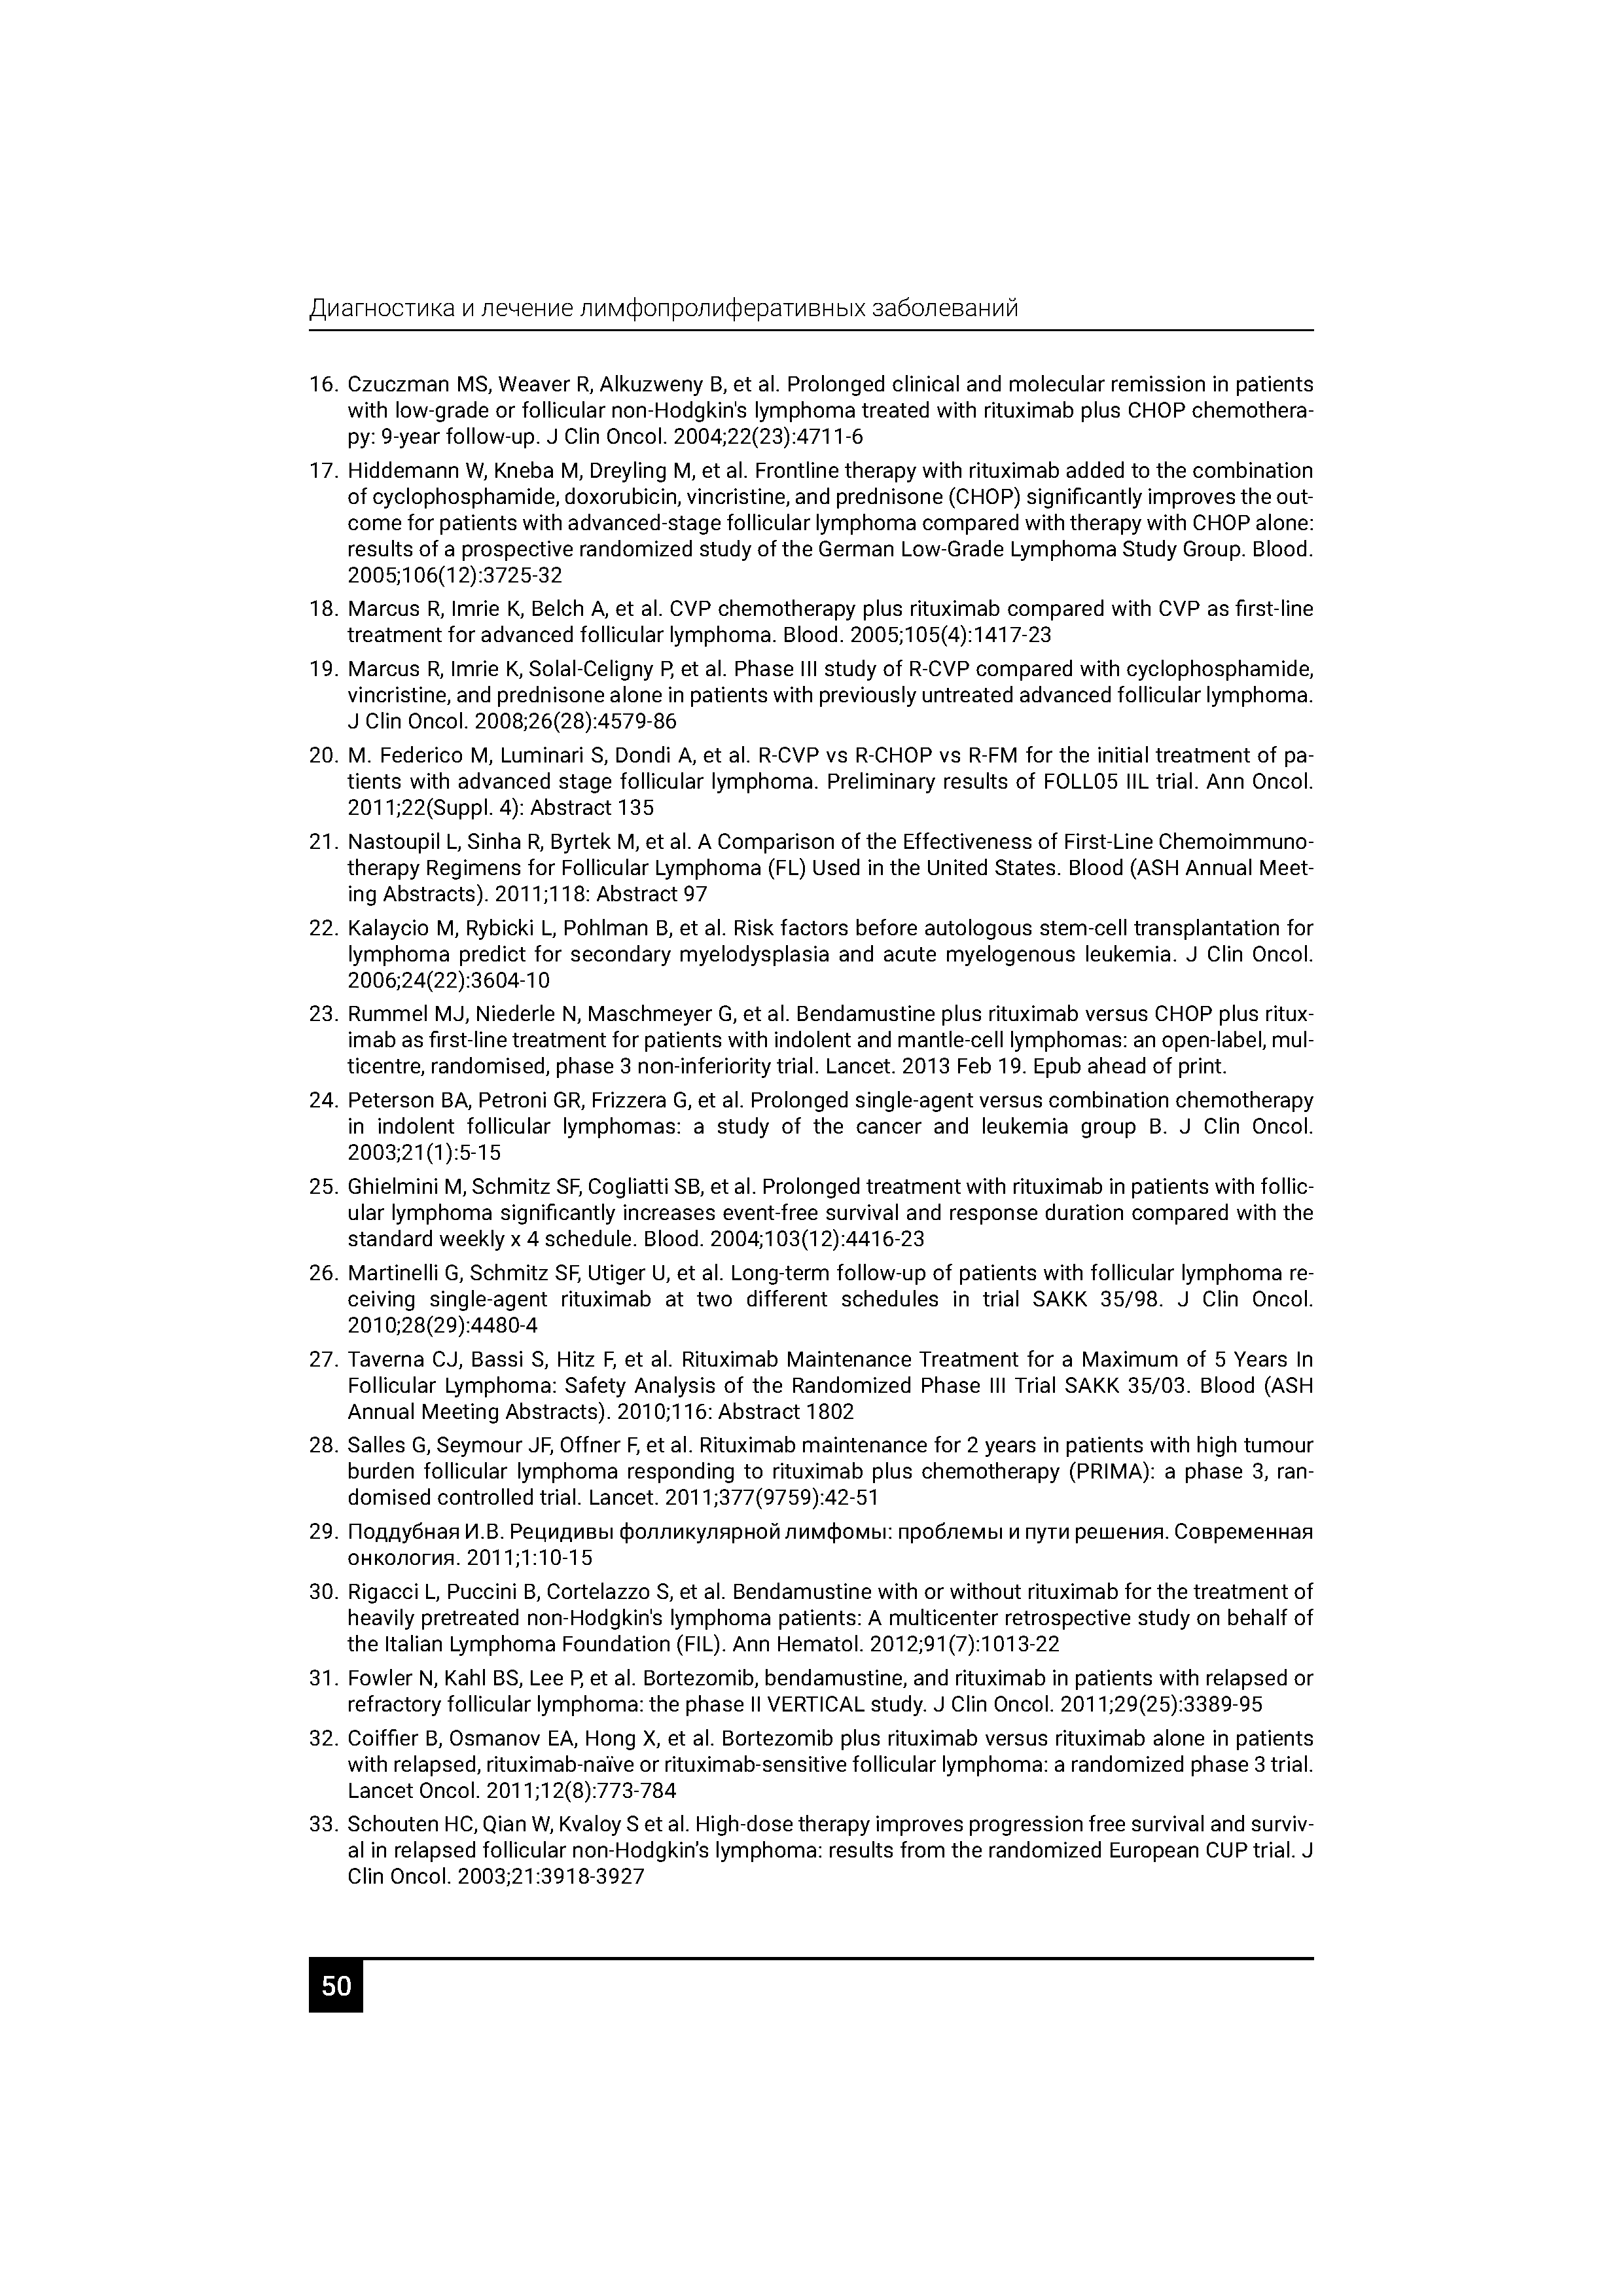 Диагностика и лечение лимфопролиферативных заболеваний
16. Czuczman MS, Weaver R, Alkuzweny B, et al. Prolonged clinical and molecular remission in patients
with low-grade or follicular non-Hodgkin's lymphoma treated with rituximab plus CHOP chemothera-
py: 9-year follow-up. J Clin Oncol. 2004;22(23):4711-6
17. Hiddemann W, Kneba M, Dreyling M, et al. Frontline therapy with rituximab added to the combination
of cyclophosphamide, doxorubicin, vincristine, and prednisone (CHOP) significantly improves the out-
come for patients with advanced-stage follicular lymphoma compared with therapy with CHOP alone:
results of a prospective randomized study of the German Low-Grade Lymphoma Study Group. Blood.
2005;106(12):3725-32
18. Marcus R, Imrie K, Belch A, et al. CVP chemotherapy plus rituximab compared with CVP as first-line
treatment for advanced follicular lymphoma. Blood. 2005;105(4):1417-23
19. Marcus R, Imrie K, Solal-Celigny P, et al. Phase III study of R-CVP compared with cyclophosphamide,
vincristine, and prednisone alone in patients with previously untreated advanced follicular lymphoma.
J Clin Oncol. 2008;26(28):4579-86
20. M. Federico M, Luminari S, Dondi A, et al. R-CVP vs R-CHOP vs R-FM for the initial treatment of pa-
tients with advanced stage follicular lymphoma. Preliminary results of FOLL05 IIL trial. Ann Oncol.
2011;22(Suppl. 4): Abstract 135
21. Nastoupil L, Sinha R, Byrtek M, et al. A Comparison of the Effectiveness of First-Line Chemoimmuno-
therapy Regimens for Follicular Lymphoma (FL) Used in the United States. Blood (ASH Annual Meet-
ing Abstracts). 2011;118: Abstract 97
22. Kalaycio M, Rybicki L, Pohlman B, et al. Risk factors before autologous stem-cell transplantation for
lymphoma predict for secondary myelodysplasia and acute myelogenous leukemia. J Clin Oncol.
2006;24(22):3604-10
23. Rummel MJ, Niederle N, Maschmeyer G, et al. Bendamustine plus rituximab versus CHOP plus ritux-
imab as first-line treatment for patients with indolent and mantle-cell lymphomas: an open-label, mul-
ticentre, randomised, phase 3 non-inferiority trial. Lancet. 2013 Feb 19. Epub ahead of print.
24. Peterson BA, Petroni GR, Frizzera G, et al. Prolonged single-agent versus combination chemotherapy
in indolent follicular lymphomas: a study of the cancer and leukemia group B. J Clin Oncol.
2003;21(1):5-15
25. Ghielmini M, Schmitz SF, Cogliatti SB, et al. Prolonged treatment with rituximab in patients with follic-
ular lymphoma significantly increases event-free survival and response duration compared with the
standard weekly x 4 schedule. Blood. 2004;103(12):4416-23
26. Martinelli G, Schmitz SF, Utiger U, et al. Long-term follow-up of patients with follicular lymphoma re-
ceiving single-agent rituximab at two different schedules in trial SAKK 35/98. J Clin Oncol.
2010;28(29):4480-4
27. Taverna CJ, Bassi S, Hitz F, et al. Rituximab Maintenance Treatment for a Maximum of 5 Years In
Follicular Lymphoma: Safety Analysis of the Randomized Phase III Trial SAKK 35/03. Blood (ASH
Annual Meeting Abstracts). 2010;116: Abstract 1802
28. Salles G, Seymour JF, Offner F, et al. Rituximab maintenance for 2 years in patients with high tumour
burden follicular lymphoma responding to rituximab plus chemotherapy (PRIMA): a phase 3, ran-
domised controlled trial. Lancet. 2011;377(9759):42-51
29. Поддубная И.В. Рецидивы фолликулярной лимфомы: проблемы и пути решения. Современная
онкология. 2011;1:10-15
30. Rigacci L, Puccini B, Cortelazzo S, et al. Bendamustine with or without rituximab for the treatment of
heavily pretreated non-Hodgkin's lymphoma patients: A multicenter retrospective study on behalf of
the Italian Lymphoma Foundation (FIL). Ann Hematol. 2012;91(7):1013-22
31. Fowler N, Kahl BS, Lee P, et al. Bortezomib, bendamustine, and rituximab in patients with relapsed or
refractory follicular lymphoma: the phase II VERTICAL study. J Clin Oncol. 2011;29(25):3389-95
32. Coiffier B, Osmanov EA, Hong X, et al. Bortezomib plus rituximab versus rituximab alone in patients
with relapsed, rituximab-naïve or rituximab-sensitive follicular lymphoma: a randomized phase 3 trial.
Lancet Oncol. 2011;12(8):773-784
33. Schouten HC, Qian W, Kvaloy S et al. High-dose therapy improves progression free survival and surviv-
al in relapsed follicular non-Hodgkin’s lymphoma: results from the randomized European CUP trial. J
Clin Oncol. 2003;21:3918-3927
50